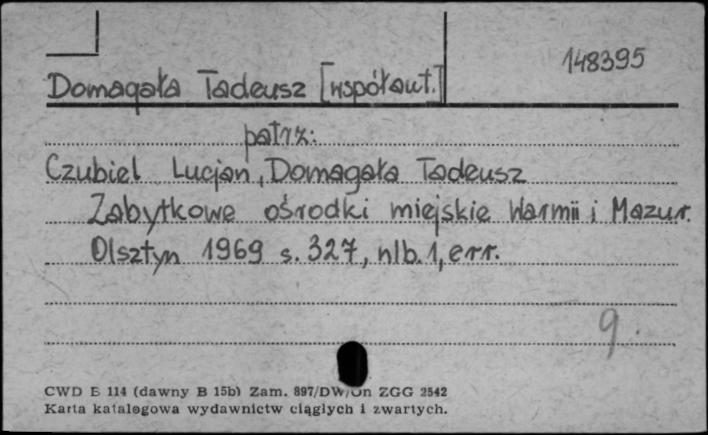 148395
Domagała Tadeusz [współaut.]
patrz:
Czubiel Lucjan, Domagała Tadeusz
Zabytkowe ośrodki miejskie Warmii i Mazur.
Olsztyn 1969 s. 327, nlb. 1, err.
9.
CWD B 114 (dawny B 15b) Zam. 897/DW/Un ZGG 2542
Karta katalogowa wydawnictw ciągłych i zwartych.